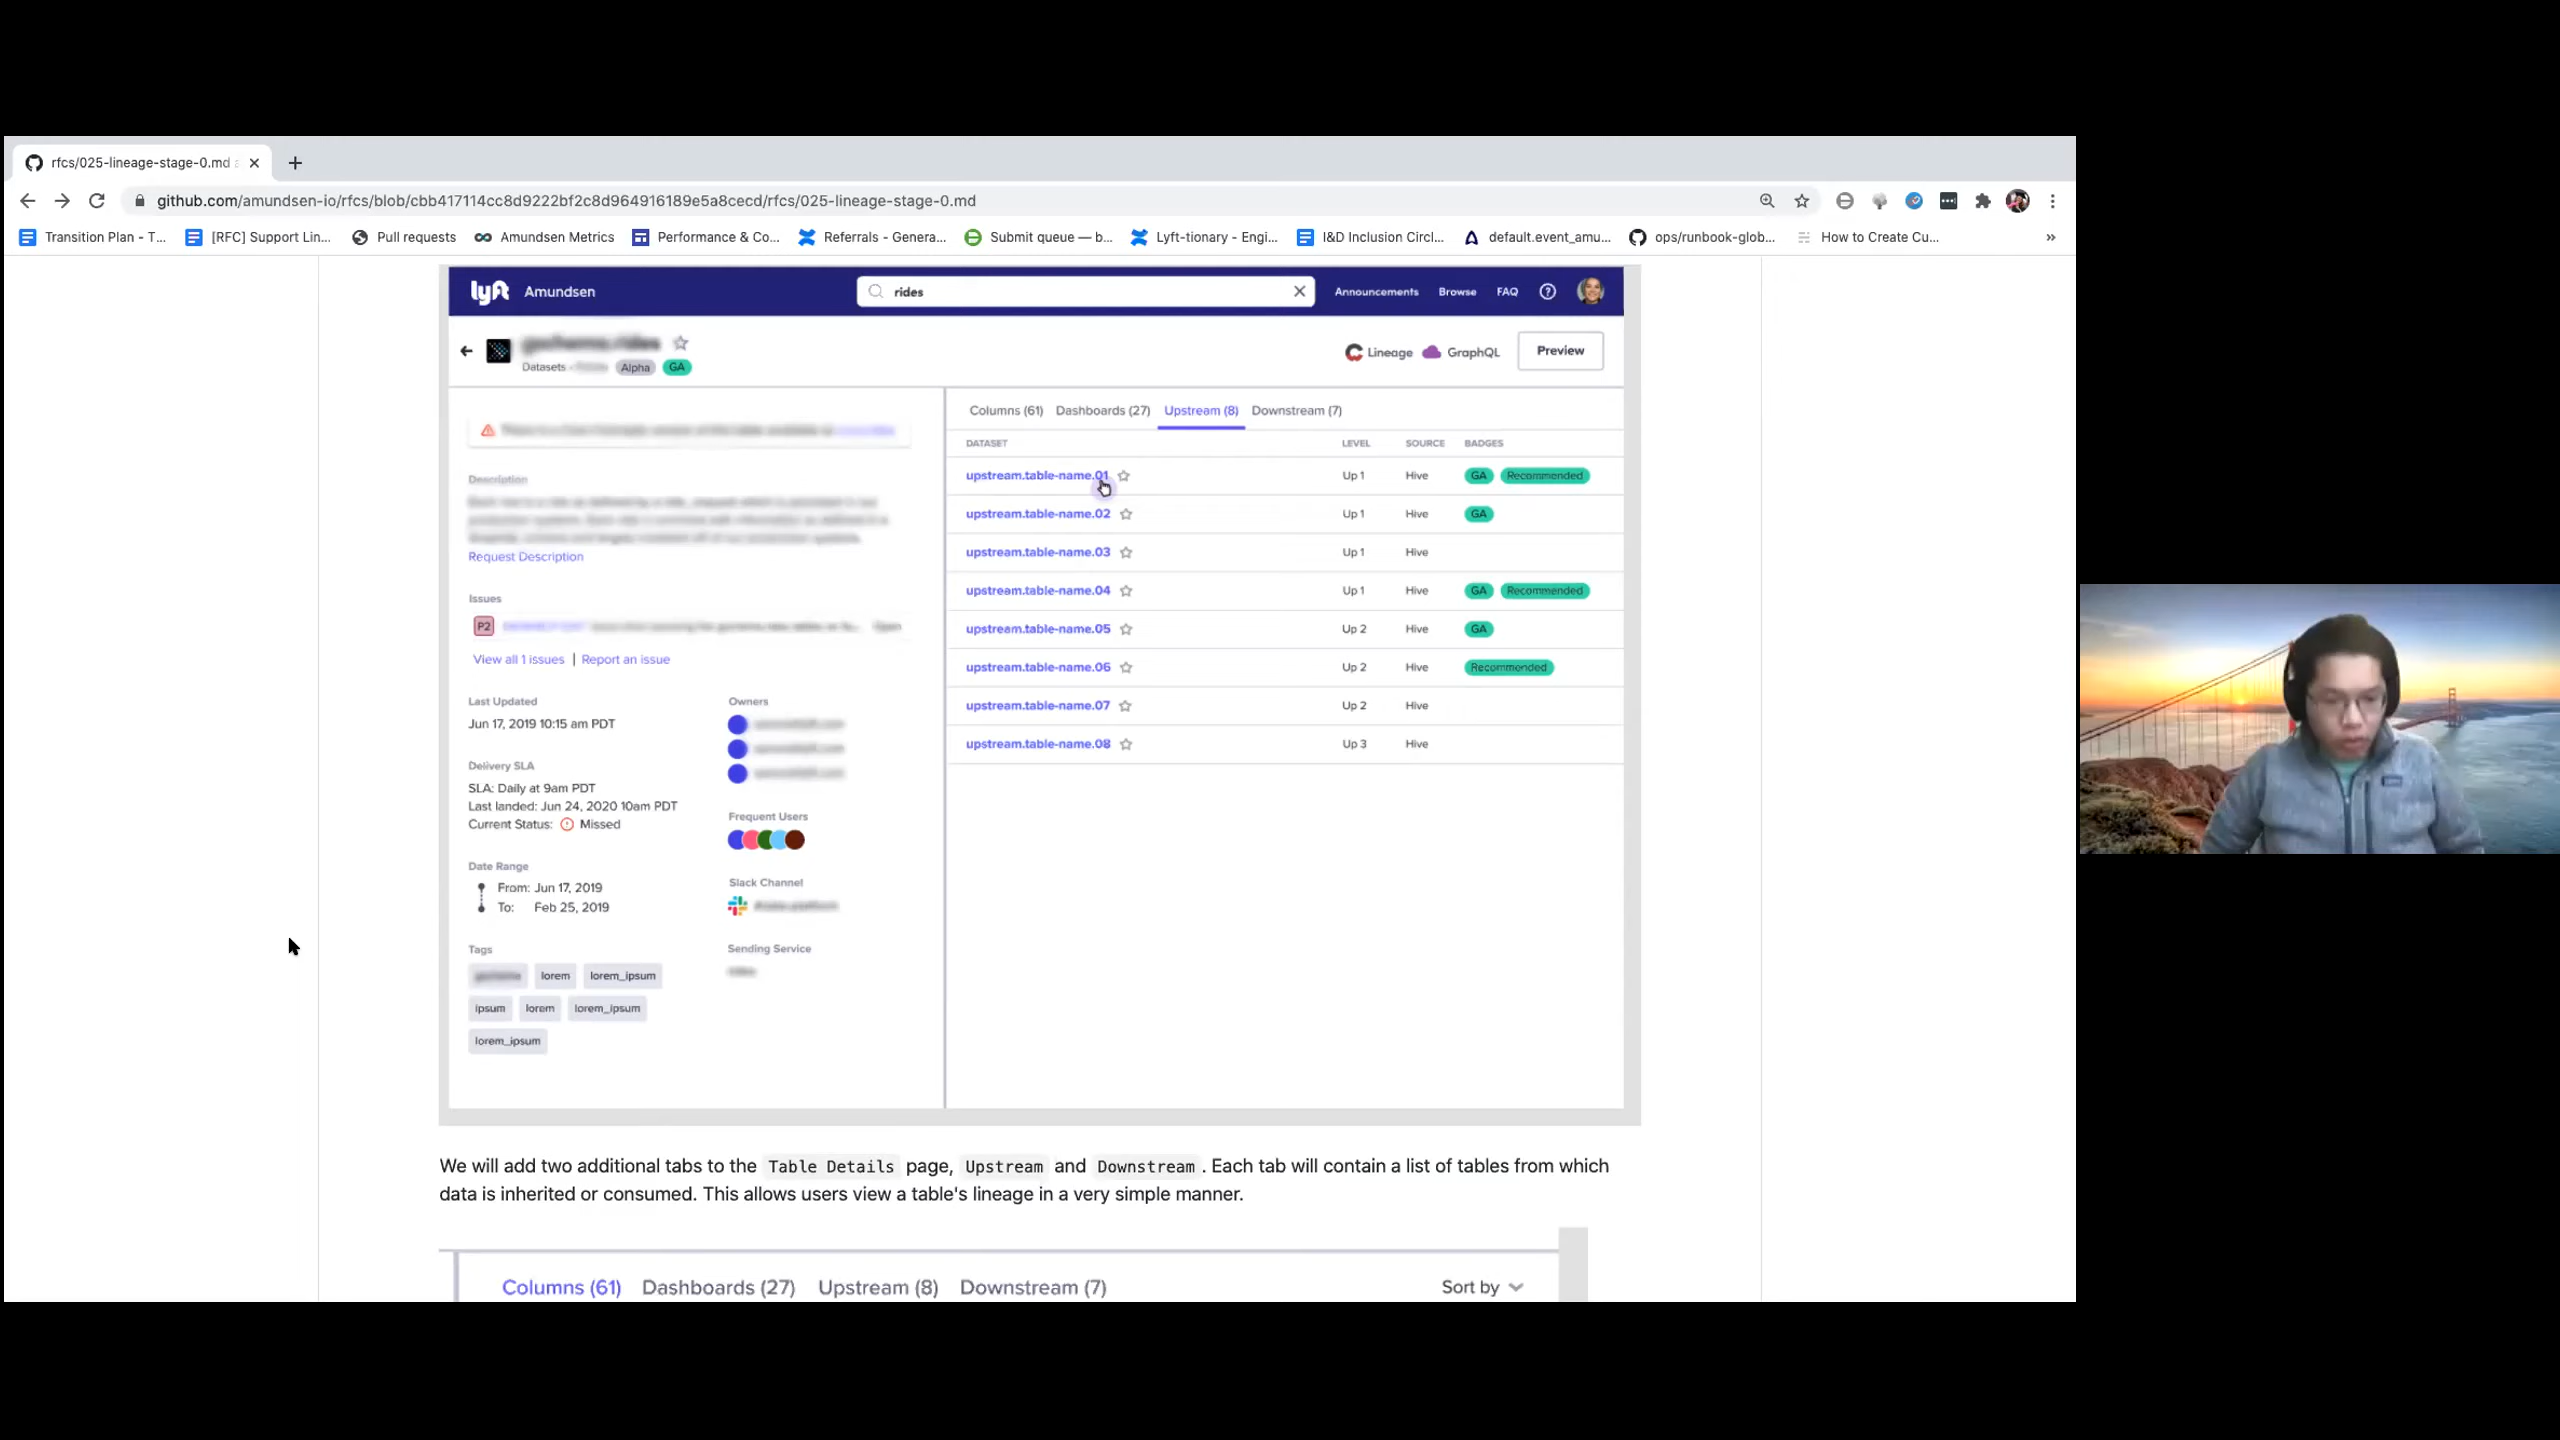 rfcs/025-lineage-stage-0.md
github.com/amundsen-io/rfcs/blob/cbb417114cc8d9222bf2c8d964916189e5a8cecd/rfcs/025-lineage-stage-0.md
Transition Plan - T... [RFC] Support Lin... Pull requests Amundsen Metrics Performance & Co... Referrals - Genera... Submit queue — b... Lyft-tionary - Engi... I&D Inclusion Circl... default.event_amu... ops/runbook-glob... How to Create Cu... »
lyft Amundsen rides Announcements Browse FAQ
Datasets Alpha GA
Lineage GraphQL Preview
Columns (61) Dashboards (27) Upstream (8) Downstream (7)
DATASET LEVEL SOURCE BADGES
upstream.table-name.01 Up 1 Hive GA Recommended
upstream.table-name.02 Up 1 Hive GA
upstream.table-name.03 Up 1 Hive
upstream.table-name.04 Up 1 Hive GA Recommended
upstream.table-name.05 Up 2 Hive GA
upstream.table-name.06 Up 2 Hive Recommended
upstream.table-name.07 Up 2 Hive
upstream.table-name.08 Up 3 Hive
Description
Request Description
Issues
P2 Open
View all 1 issues | Report an issue
Last Updated
Jun 17, 2019 10:15 am PDT
Delivery SLA
SLA: Daily at 9am PDT
Last landed: Jun 24, 2020 10am PDT
Current Status: Missed
Date Range
From: Jun 17, 2019
To: Feb 25, 2019
Tags
lorem lorem_ipsum
ipsum lorem lorem_ipsum
lorem_ipsum
Owners
Frequent Users
Slack Channel
Sending Service
We will add two additional tabs to the Table Details page, Upstream and Downstream. Each tab will contain a list of tables from which
data is inherited or consumed. This allows users view a table's lineage in a very simple manner.
Columns (61) Dashboards (27) Upstream (8) Downstream (7) Sort by